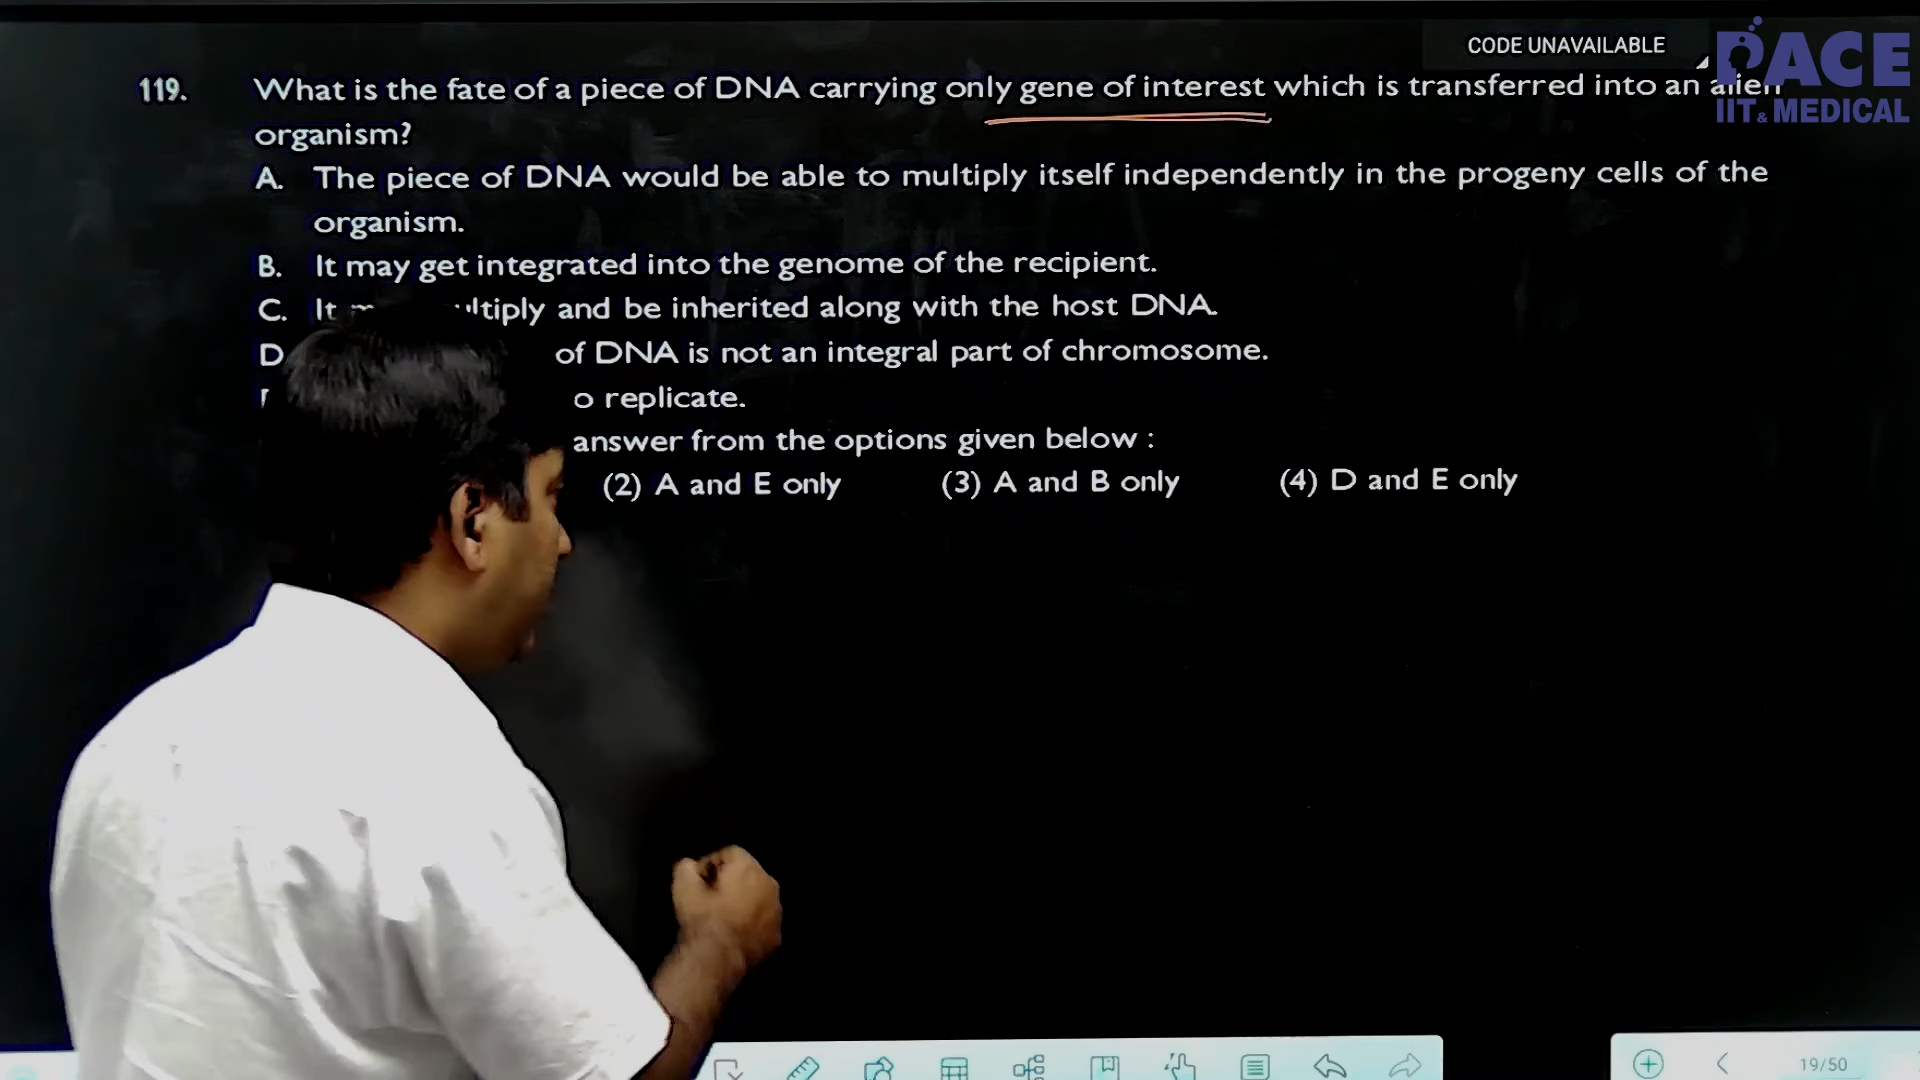 CODE UNAVAILABLE
PACE
IIT & MEDICAL
119. What is the fate of a piece of DNA carrying only gene of interest which is transferred into an alien
organism?
A. The piece of DNA would be able to multiply itself independently in the progeny cells of the
organism.
B. It may get integrated into the genome of the recipient.
C. It and be inherited along with the host DNA.
D of DNA is not an integral part of chromosome.
replicate.
answer from the options given below :
(2) A and E only (3) A and B only (4) D and E only
19/50